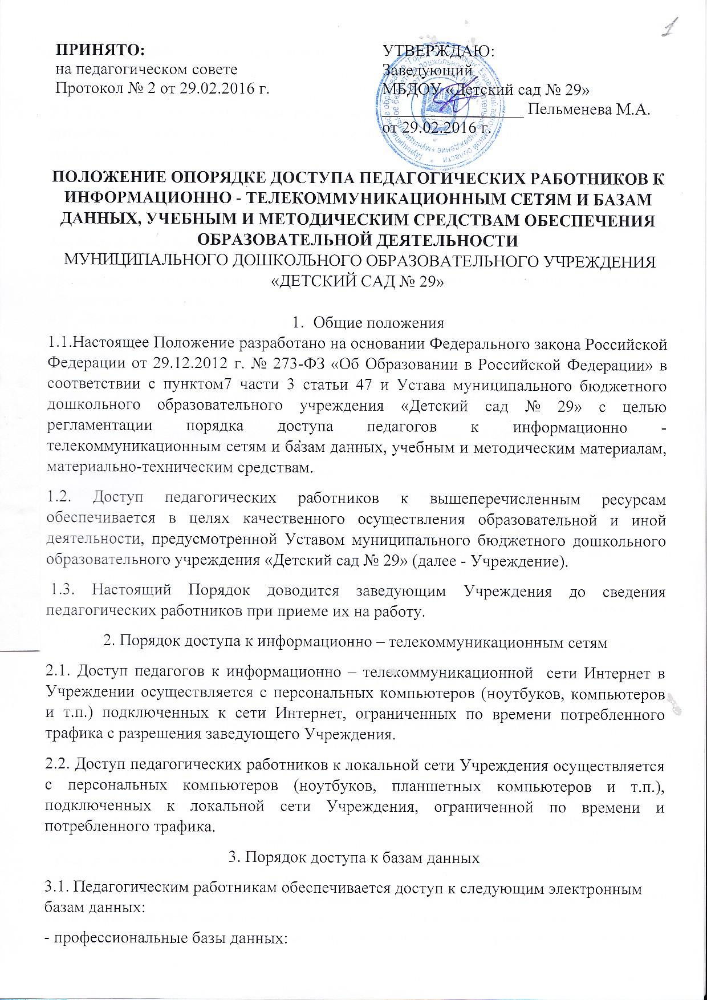 1
ПРИНЯТО:
на педагогическом совете
Протокол № 2 от 29.02.2016 г.
УТВЕРЖДАЮ:
Заведующий
МБДОУ «Детский сад № 29»
Пельменева М.А.
от 29.02.2016 г.
ПОЛОЖЕНИЕ ОПОРЯДКЕ ДОСТУПА ПЕДАГОГИЧЕСКИХ РАБОТНИКОВ К
ИНФОРМАЦИОННО - ТЕЛЕКОММУНИКАЦИОННЫМ СЕТЯМ И БАЗАМ
ДАННЫХ, УЧЕБНЫМ И МЕТОДИЧЕСКИМ СРЕДСТВАМ ОБЕСПЕЧЕНИЯ
ОБРАЗОВАТЕЛЬНОЙ ДЕЯТЕЛЬНОСТИ
МУНИЦИПАЛЬНОГО ДОШКОЛЬНОГО ОБРАЗОВАТЕЛЬНОГО УЧРЕЖДЕНИЯ
«ДЕТСКИЙ САД № 29»
1. Общие положения
1.1.Настоящее Положение разработано на основании Федерального закона Российской
Федерации от 29.12.2012 г. № 273-ФЗ «Об Образовании в Российской Федерации» в
соответствии с пунктом7 части 3 статьи 47 и Устава муниципального бюджетного
дошкольного образовательного учреждения «Детский сад № 29» с целью
регламентации порядка доступа педагогов к информационно -
телекоммуникационным сетям и базам данных, учебным и методическим материалам,
материально-техническим средствам.
1.2. Доступ педагогических работников к вышеперечисленным ресурсам
обеспечивается в целях качественного осуществления образовательной и иной
деятельности, предусмотренной Уставом муниципального бюджетного дошкольного
образовательного учреждения «Детский сад № 29» (далее - Учреждение).
1.3. Настоящий Порядок доводится заведующим Учреждения до сведения
педагогических работников при приеме их на работу.
2. Порядок доступа к информационно – телекоммуникационным сетям
2.1. Доступ педагогов к информационно – телекоммуникационной сети Интернет в
Учреждении осуществляется с персональных компьютеров (ноутбуков, компьютеров
и т.п.) подключенных к сети Интернет, ограниченных по времени потребленного
трафика с разрешения заведующего Учреждения.
2.2. Доступ педагогических работников к локальной сети Учреждения осуществляется
с персональных компьютеров (ноутбуков, планшетных компьютеров и т.п.),
подключенных к локальной сети Учреждения, ограниченной по времени и
потребленного трафика.
3. Порядок доступа к базам данных
3.1. Педагогическим работникам обеспечивается доступ к следующим электронным
базам данных:
- профессиональные базы данных: